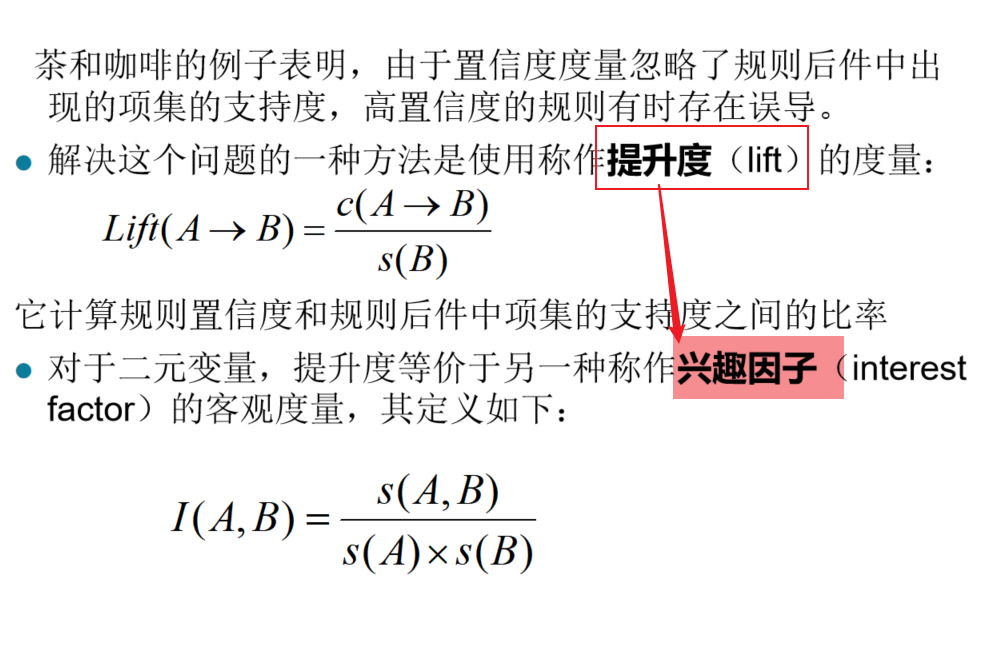 茶和咖啡的例子表明，由于置信度度量忽略了规则后件中出
现的项集的支持度，高置信度的规则有时存在误导。
● 解决这个问题的一种方法是使用称作提升度（lift）的度量：
Lift(A → B) = c(A → B) / s(B)
它计算规则置信度和规则后件中项集的支持度之间的比率
● 对于二元变量，提升度等价于另一种称作兴趣因子（interest
factor）的客观度量，其定义如下：
I(A, B) = s(A, B) / s(A) × s(B)